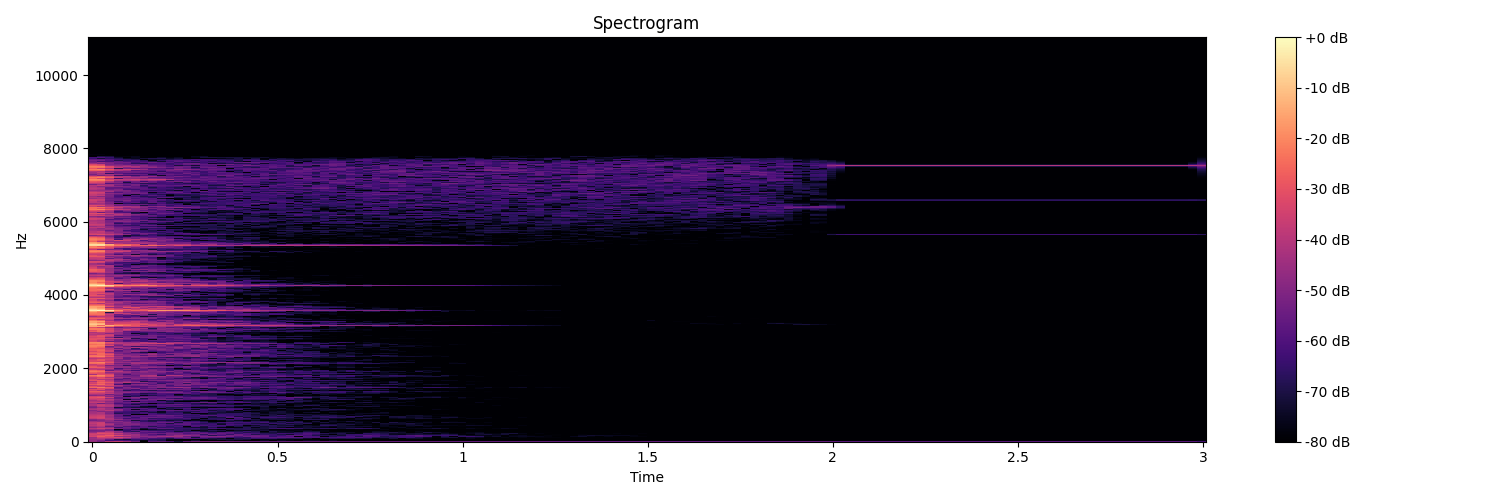 Spectrogram
Hz
10000
8000
6000
4000
2000
0
0 0.5 1 1.5 2 2.5 3
Time
+0 dB
-10 dB
-20 dB
-30 dB
-40 dB
-50 dB
-60 dB
-70 dB
-80 dB